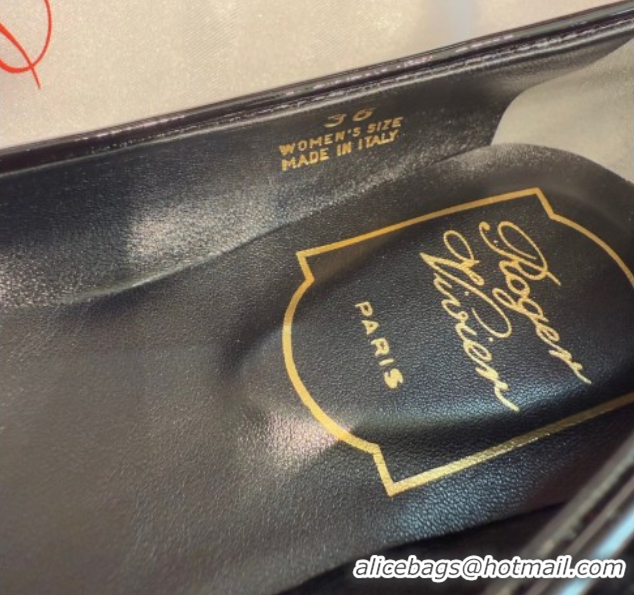 36
WOMEN'S SIZE
MADE IN ITALY
Roger
Vivier
PARIS
alicebags@hotmail.com